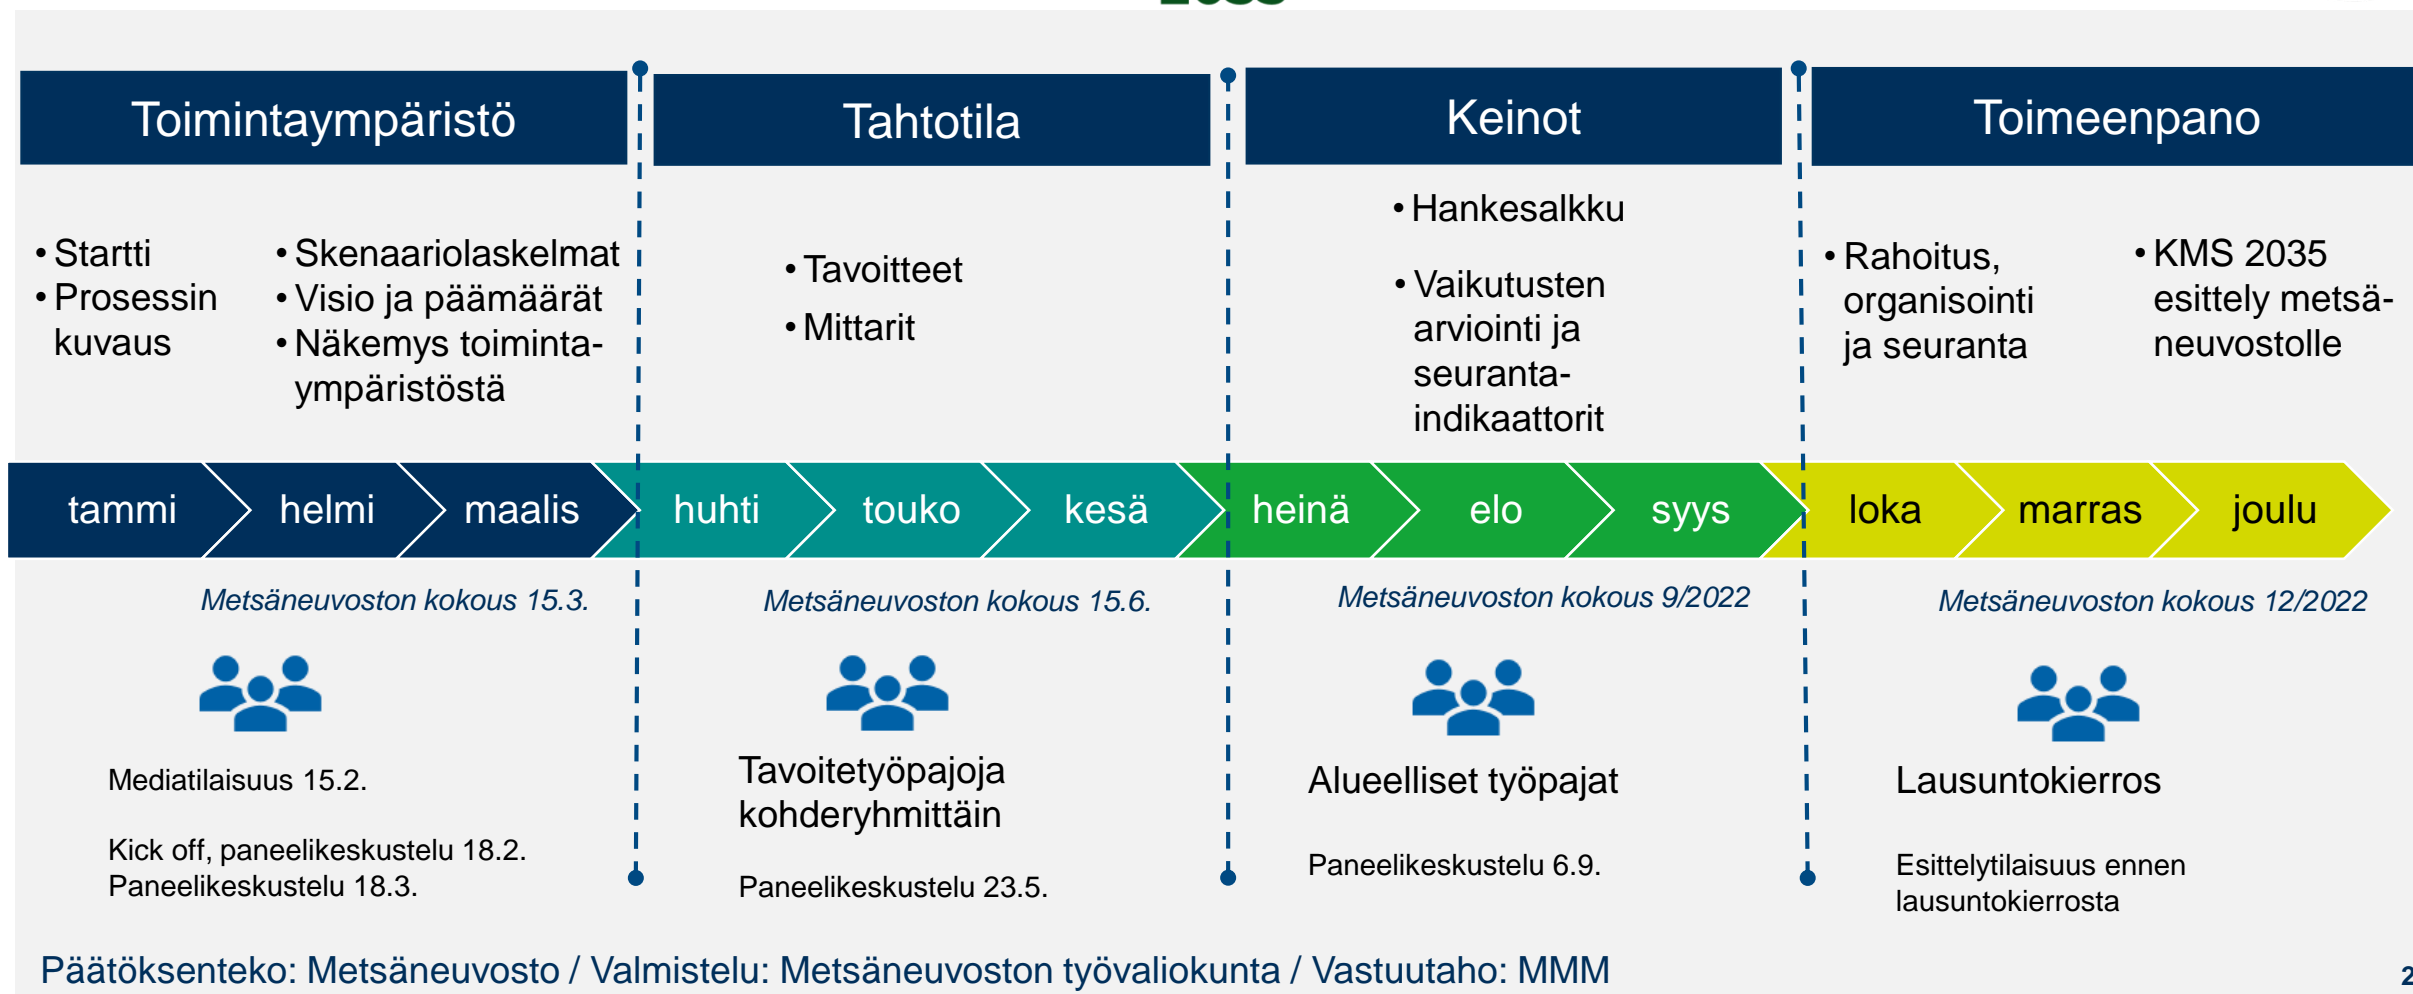 Toimintaympäristö
Tahtotila
Keinot
Toimeenpano
• Startti
• Prosessin
kuvaus
• Skenaariolaskelmat
• Visio ja päämäärät
• Näkemys toiminta-
ympäristöstä
• Tavoitteet
• Mittarit
• Hankesalkku
• Vaikutusten
arviointi ja
seuranta-
indikaattorit
• Rahoitus,
organisointi
ja seuranta
• KMS 2035
esittely metsä-
neuvostolle
tammi
helmi
maalis
huhti
touko
kesä
heinä
elo
syys
loka
marras
joulu
Metsäneuvoston kokous 15.3.
Metsäneuvoston kokous 15.6.
Metsäneuvoston kokous 9/2022
Metsäneuvoston kokous 12/2022
Mediatilaisuus 15.2.
Kick off, paneelikeskustelu 18.2.
Paneelikeskustelu 18.3.
Tavoitetyöpajoja
kohderyhmittäin
Paneelikeskustelu 23.5.
Alueelliset työpajat
Paneelikeskustelu 6.9.
Lausuntokierros
Esittelytilaisuus ennen
lausuntokierrosta
Päätöksenteko: Metsäneuvosto / Valmistelu: Metsäneuvoston työvaliokunta / Vastuutaho: MMM
2